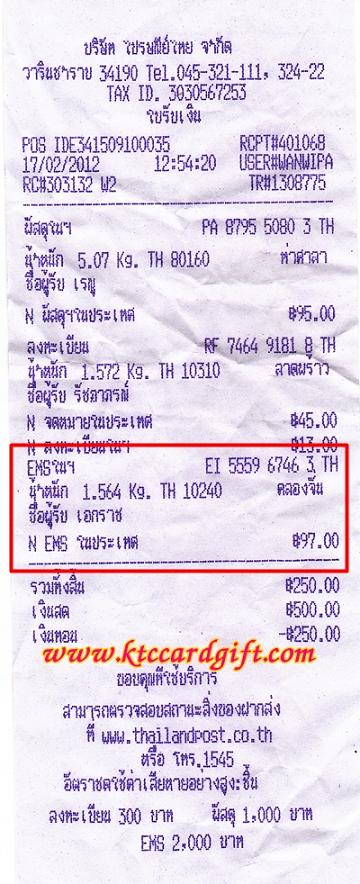 บริษัท ไปรษณีย์ไทย จำกัด
วารินชำราบ 34190 Tel.045-321-111, 324-22
TAX ID. 3030567253
ใบรับเงิน
POS IDE341509100035 RCPT#401068
17/02/2012 12:54:20 USER#WANWIPA
RC#303132 W2 TR#1308775
พัสดุในฯ PA 8795 5080 3 TH
น้ำหนัก 5.07 Kg. TH 80160 ท่าศาลา
ชื่อผู้รับ เรณู
N พัสดุฯในประเทศ ฿95.00
ลงทะเบียน RF 7464 9181 8 TH
น้ำหนัก 1.572 Kg. TH 10310 ลาดพร้าว
ชื่อผู้รับ รัชฎาภรณ์
N จดหมายในประเทศ ฿45.00
N ลงทะเบียนในฯ ฿13.00
EMSในฯ EI 5559 6746 3 TH
น้ำหนัก 1.564 Kg. TH 10240 คลองจั่น
ชื่อผู้รับ เอกราช
N EMS ในประเทศ ฿97.00
รวมทั้งสิ้น ฿250.00
เงินสด ฿500.00
เงินทอน -฿250.00
www.ktccardgift.com
ขอบคุณที่ใช้บริการ
สามารถตรวจสอบสถานะสิ่งของฝากส่ง
ที่ www.thailandpost.co.th
หรือ โทร.1545
อัตราชดใช้ค่าเสียหายอย่างสูง:ชิ้น
ลงทะเบียน 300 บาท พัสดุ 1,000 บาท
EMS 2,000 บาท